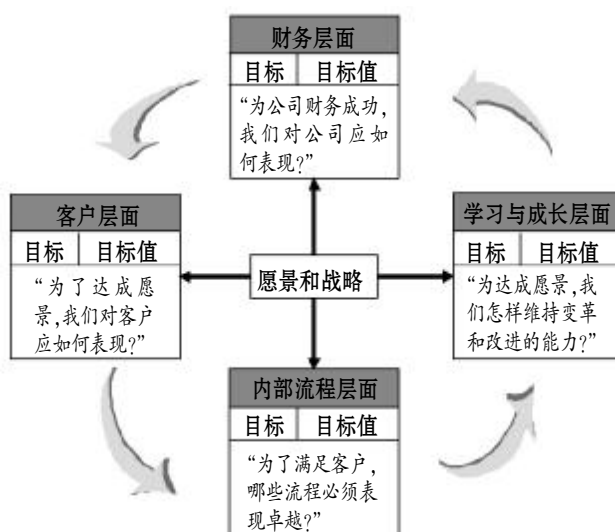 财务层面
目标 目标值
“为公司财务成功，
我们对公司应如
何表现？”
客户层面
目标 目标值
“为了达成愿
景，我们对客户
应如何表现？”
愿景和战略
学习与成长层面
目标 目标值
“为达成愿景，我
们怎样维持变革
和改进的能力？”
内部流程层面
目标 目标值
“为了满足客户，
哪些流程必须表
现卓越？”